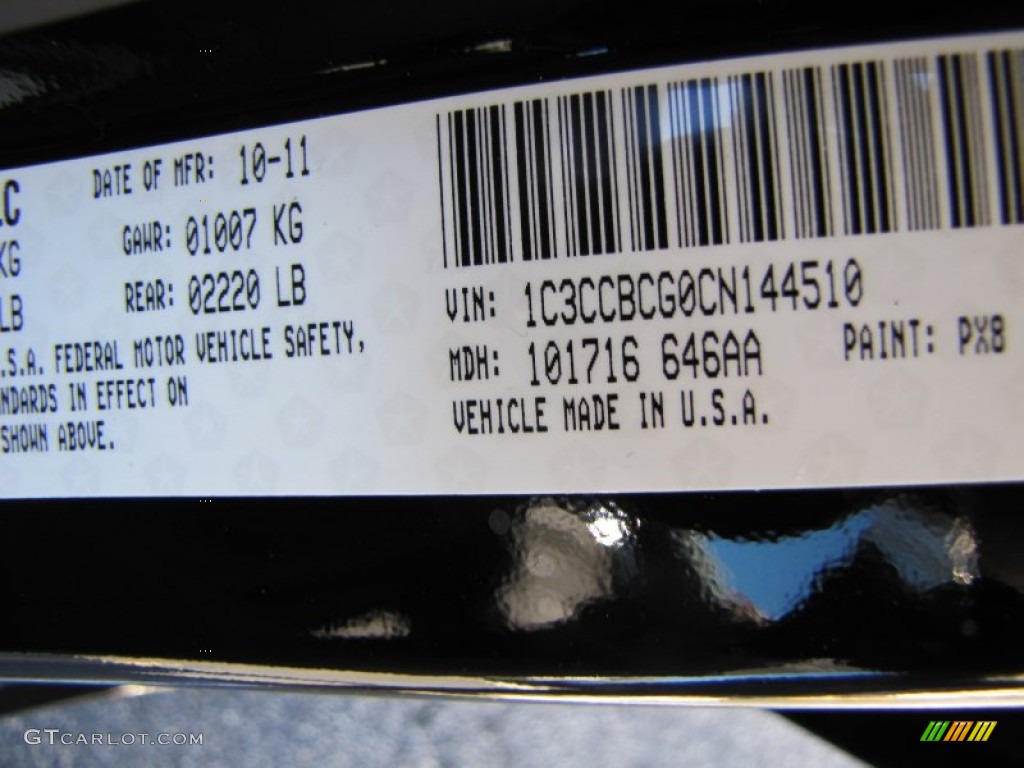 LC
DATE OF MFR: 10-11
KG GAWR: 01007 KG
LB REAR: 02220 LB
.S.A. FEDERAL MOTOR VEHICLE SAFETY,
NDARDS IN EFFECT ON
SHOWN ABOVE.
VIN: 1C3CCBCG0CN144510
MDH: 101716 646AA PAINT: PX8
VEHICLE MADE IN U.S.A.
GTCARLOT.COM